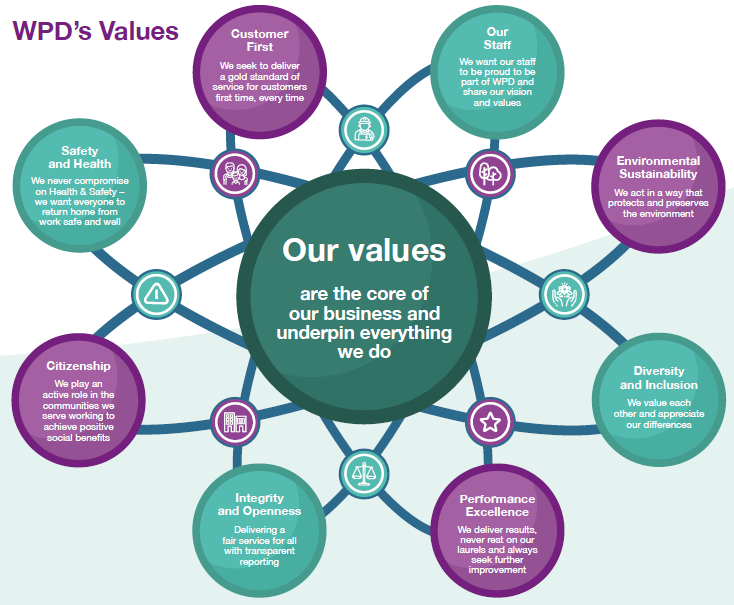 WPD’s Values
Customer
First
We seek to deliver
a gold standard of
service for customers
first time, every time
Our
Staff
We want our staff
to be proud to be
part of WPD and
share our vision
and values
Safety
and Health
We never compromise
on Health & Safety –
we want everyone to
return home from
work safe and well
Environmental
Sustainability
We act in a way that
protects and preserves
the environment
Our values
are the core of
our business and
underpin everything
we do
Citizenship
We play an
active role in the
communities we
serve working to
achieve positive
social benefits
Diversity
and Inclusion
We value each
other and appreciate
our differences
Integrity
and Openness
Delivering a
fair service for all
with transparent
reporting
Performance
Excellence
We deliver results,
never rest on our
laurels and always
seek further
improvement